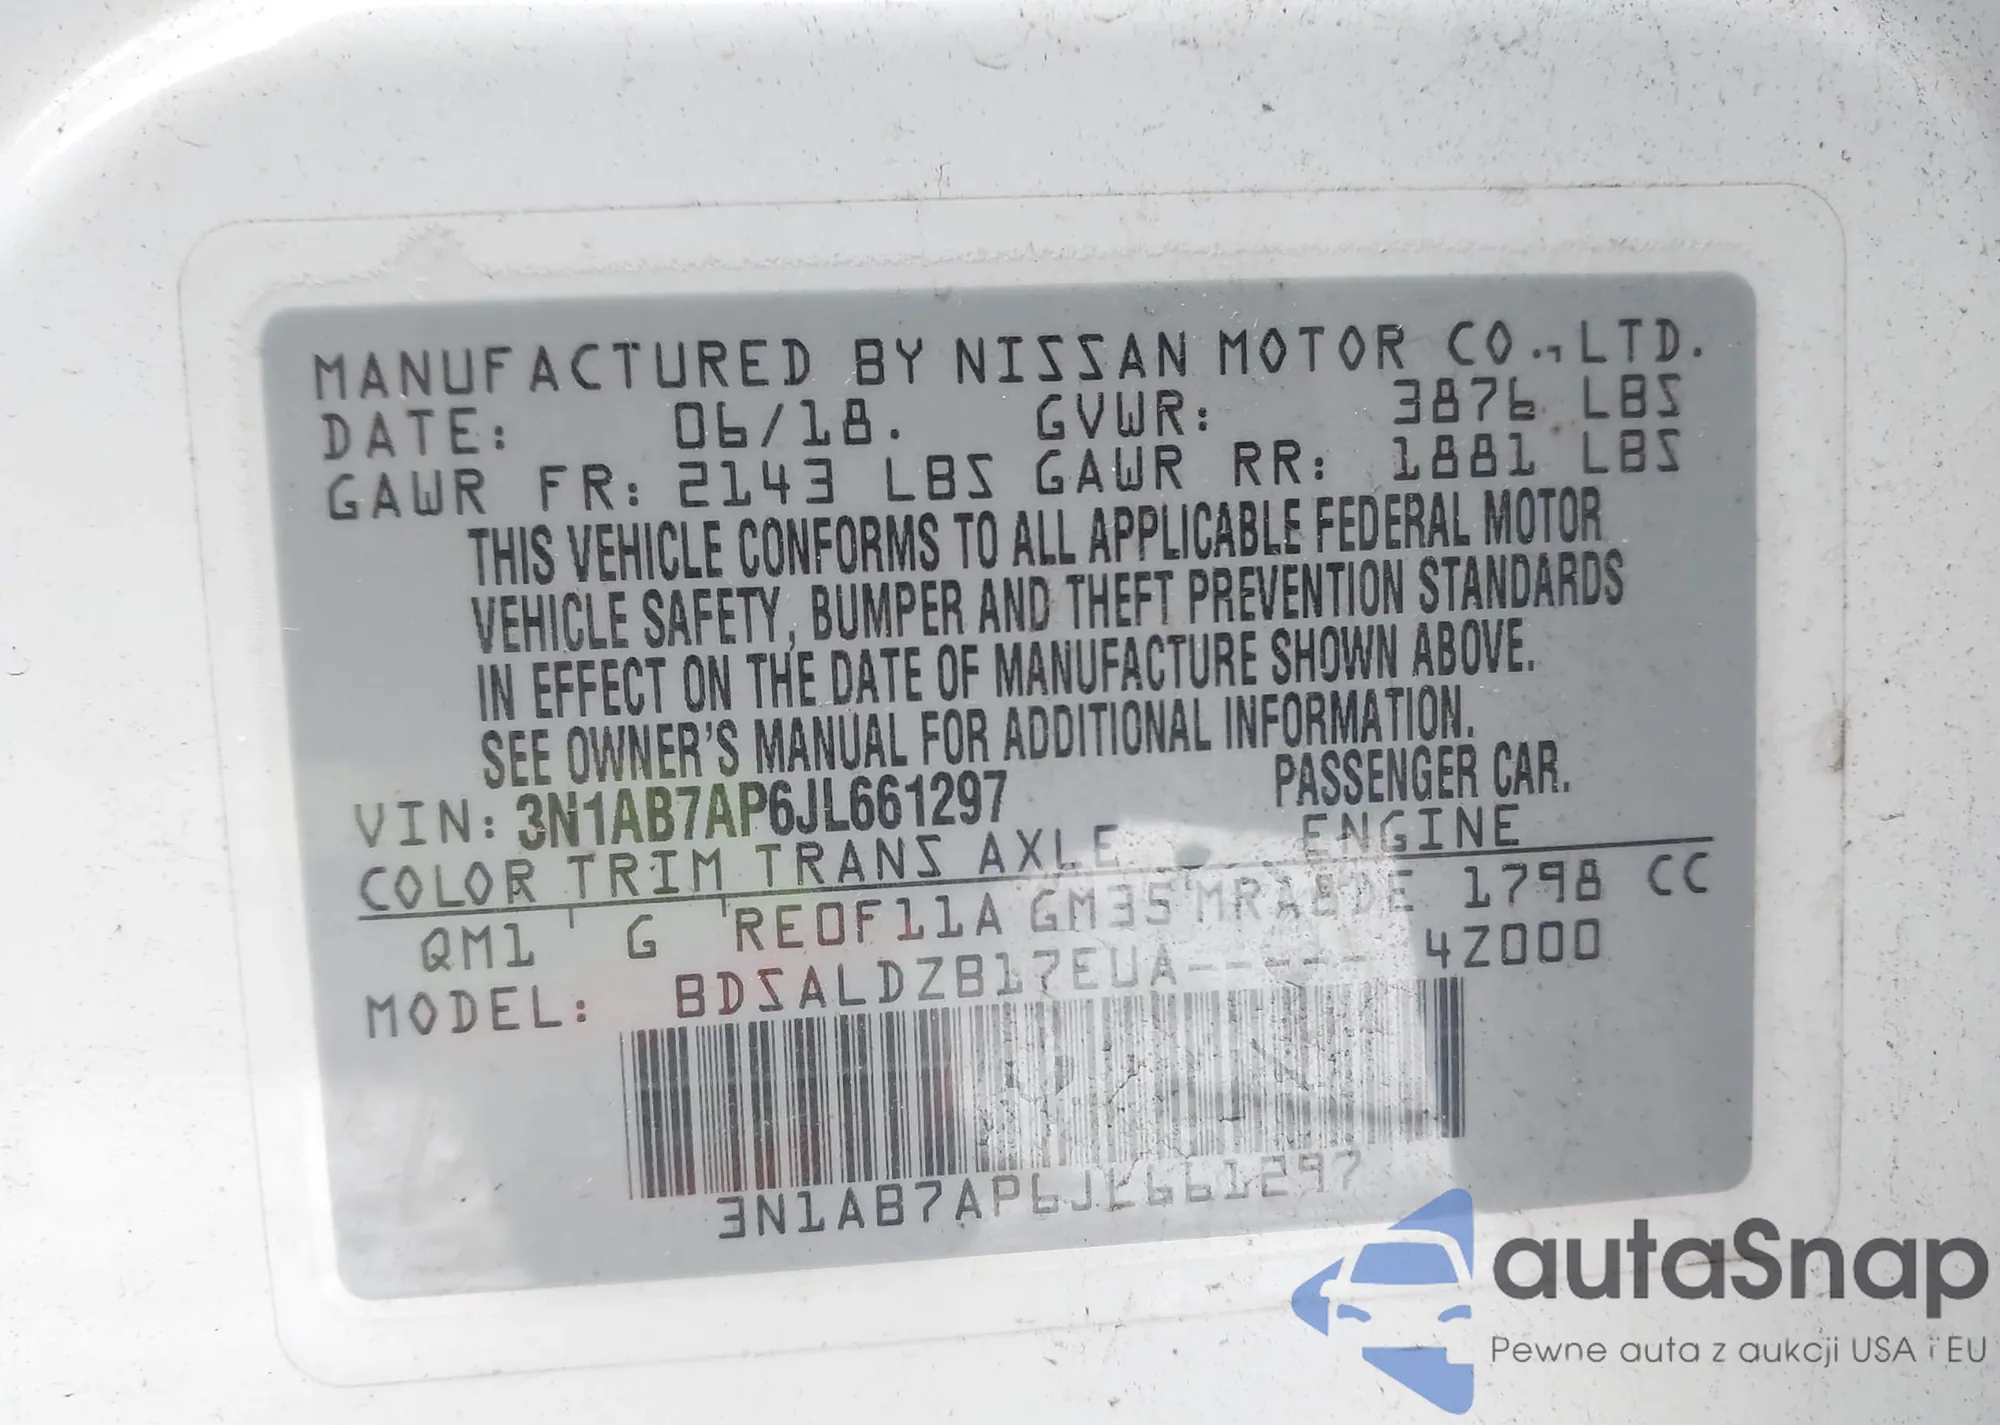 MANUFACTURED BY NISSAN MOTOR CO., LTD.
DATE: 06/18. GVWR: 3876 LBS
GAWR FR: 2143 LBS GAWR RR: 1881 LBS
THIS VEHICLE CONFORMS TO ALL APPLICABLE FEDERAL MOTOR
VEHICLE SAFETY, BUMPER AND THEFT PREVENTION STANDARDS
IN EFFECT ON THE DATE OF MANUFACTURE SHOWN ABOVE.
SEE OWNER'S MANUAL FOR ADDITIONAL INFORMATION.
VIN: 3N1AB7AP6JL661297 PASSENGER CAR.
COLOR TRIM TRANS AXLE ENGINE
QM1 G RE0F11A GM35 MRA8DE 1798 CC
MODEL: BDSALDZB17EUA----- 4Z000
3N1AB7AP6JL661297
autaSnap
Pewne auta z aukcji USA i EU